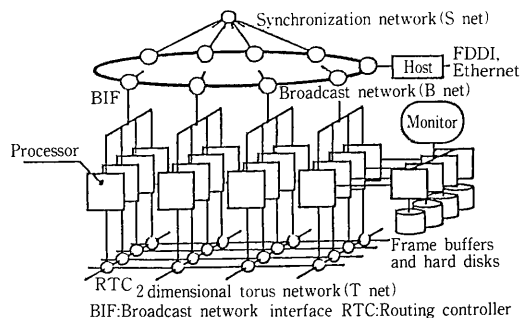 Synchronization network (S net)
Host
FDDI,
Ethernet
BIF
Broadcast network (B net)
Monitor
Processor
Frame buffers
and hard disks
RTC
2 dimensional torus network (T net)
BIF:Broadcast network interface RTC:Routing controller